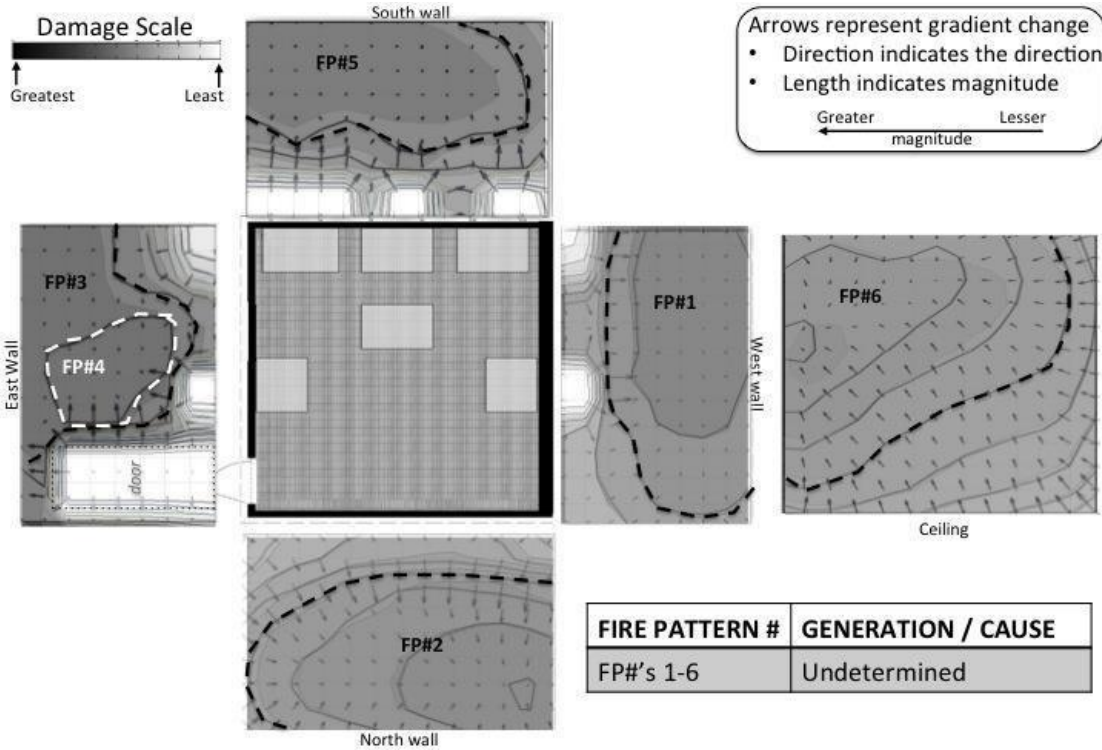 South wall
Damage Scale
Greatest Least
FP#5
Arrows represent gradient change
• Direction indicates the direction
• Length indicates magnitude
Greater Lesser
magnitude
East Wall
FP#3
FP#4
door
FP#1
West wall
FP#6
Ceiling
FP#2
North wall
FIRE PATTERN # GENERATION / CAUSE
FP#'s 1-6 Undetermined